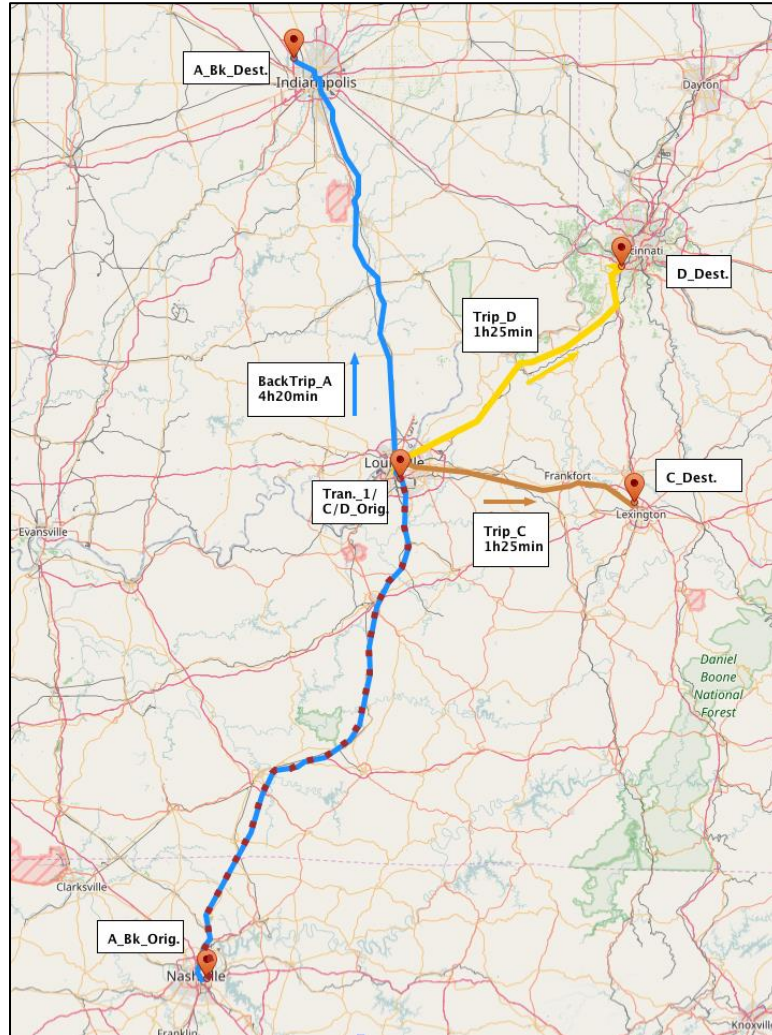 A_Bk_Dest.
Indianapolis
Dayton
cinnati
D_Dest.
Trip_D
1h25min
BackTrip_A
4h20min
Frankfort
C_Dest.
Tran._1/
C/D_Orig.
Lexington
Trip_C
1h25min
Evansville
Daniel
Boone
National
Forest
Clarksville
A_Bk_Orig.
Franklin
Knoxville